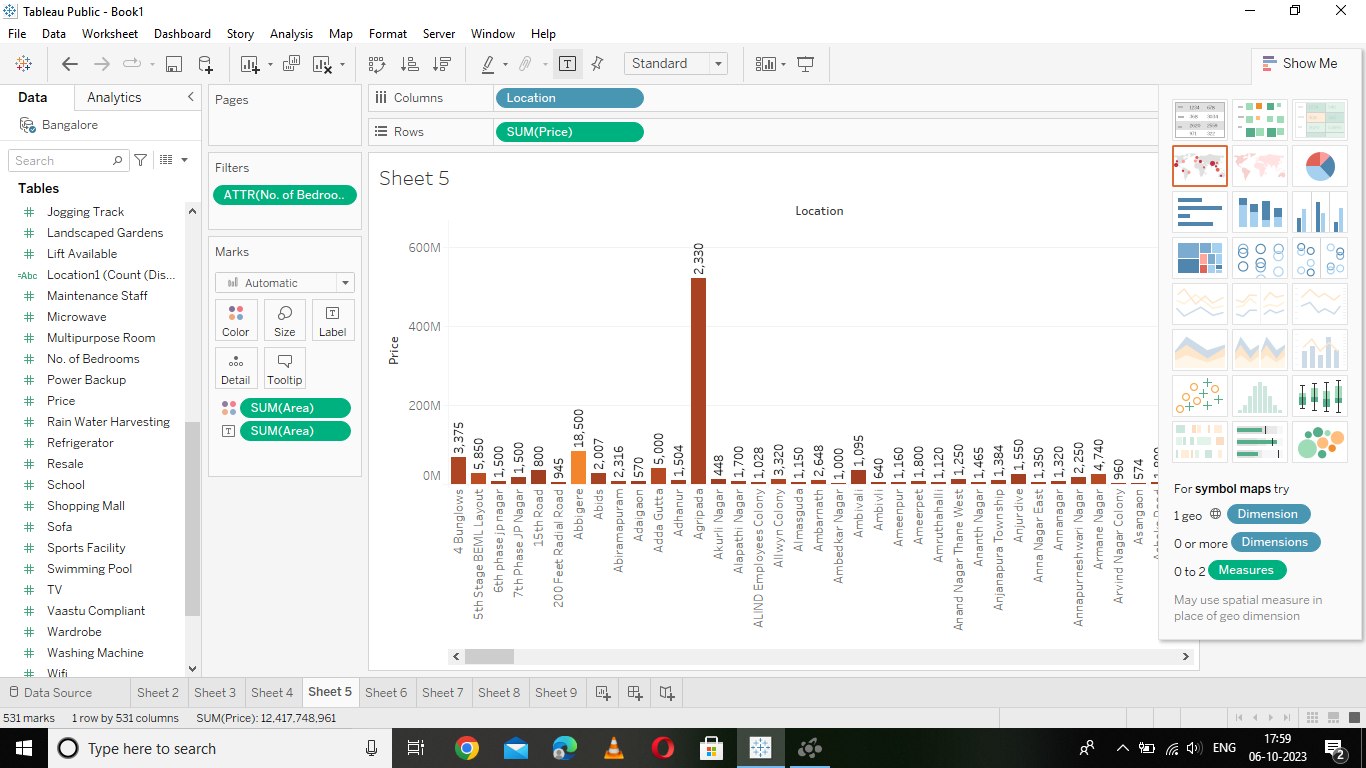 Tableau Public - Book1
File Data Worksheet Dashboard Story Analysis Map Format Server Window Help
Standard
Show Me
Data Analytics
Bangalore
Search
Tables
Jogging Track
Landscaped Gardens
Lift Available
Abc Location1 (Count (Dis...
Maintenance Staff
Microwave
Multipurpose Room
No. of Bedrooms
Power Backup
Price
Rain Water Harvesting
Refrigerator
Resale
School
Shopping Mall
Sofa
Sports Facility
Swimming Pool
TV
Vaastu Compliant
Wardrobe
Washing Machine
Wifi
Pages
Filters
ATTR(No. of Bedroo..
Marks
Automatic
Color Size Label
Detail Tooltip
SUM(Area)
SUM(Area)
Columns Location
Rows SUM(Price)
Sheet 5
Location
Price
600M
400M
200M
0M
3,375
5,850
1,500
1,500
800
945
18,500
2,007
2,316
570
5,000
1,504
2,330
448
1,700
1,028
3,320
1,150
2,648
1,000
1,095
640
1,160
1,800
1,120
1,250
1,465
1,384
1,550
1,350
1,320
2,250
4,740
960
574
4 Bunglows
5th Stage BEML Layout
6th phase jp nagar
7th Phase JP Nagar
15th Road
200 Feet Radial Road
Abbigere
Abids
Abiramapuram
Adaigaon
Adda Gutta
Adhanur
Agripada
Akurli Nagar
Alapathi Nagar
ALIND Employees Colony
Allwyn Colony
Almasguda
Ambarnath
Ambedkar Nagar
Ambivali
Ambivli
Ameenpur
Ameerpet
Amruthahalli
Anand Nagar Thane West
Ananth Nagar
Anjanapura Township
Anjurdive
Anna Nagar East
Annanagar
Annapurneshwari Nagar
Armane Nagar
Arvind Nagar Colony
Asangaon
For symbol maps try
1 geo Dimension
0 or more Dimensions
0 to 2 Measures
May use spatial measure in
place of geo dimension
Data Source Sheet 2 Sheet 3 Sheet 4 Sheet 5 Sheet 6 Sheet 7 Sheet 8 Sheet 9
531 marks 1 row by 531 columns SUM(Price): 12,417,748,961
Type here to search
ENG
17:59
06-10-2023
2